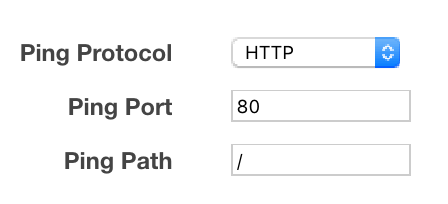 Ping Protocol HTTP
Ping Port 80
Ping Path /